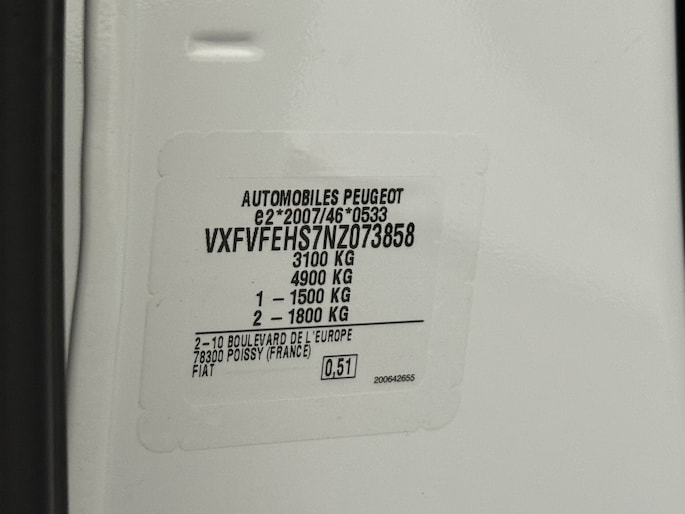 AUTOMOBILES PEUGEOT
e2*2007/46*0533
VXFVFEHS7NZ073858
3100 KG
4900 KG
1 – 1500 KG
2 – 1800 KG
2–10 BOULEVARD DE L'EUROPE
78300 POISSY (FRANCE)
FIAT
0,51
200642655